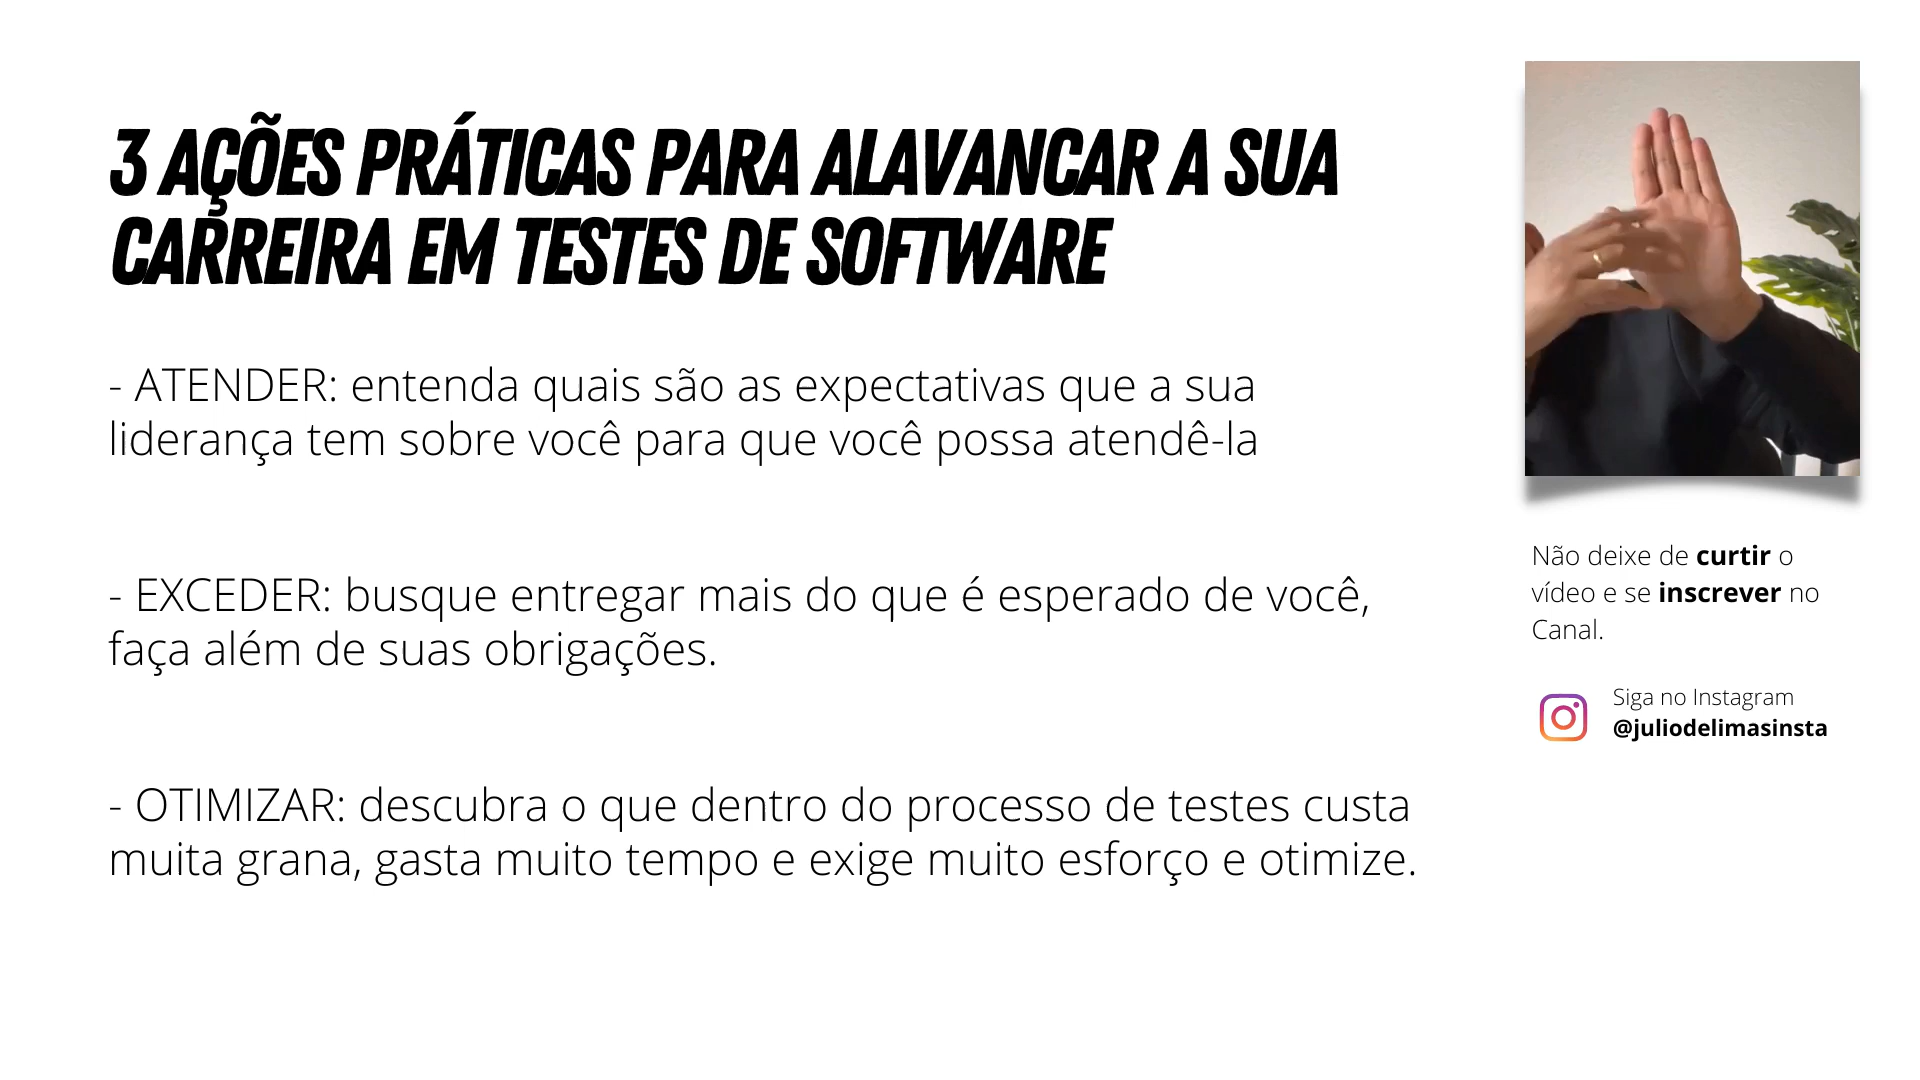 3 AÇÕES PRÁTICAS PARA ALAVANCAR A SUA
CARREIRA EM TESTES DE SOFTWARE
- ATENDER: entenda quais são as expectativas que a sua
liderança tem sobre você para que você possa atendê-la
- EXCEDER: busque entregar mais do que é esperado de você,
faça além de suas obrigações.
- OTIMIZAR: descubra o que dentro do processo de testes custa
muita grana, gasta muito tempo e exige muito esforço e otimize.
Não deixe de curtir o
vídeo e se inscrever no
Canal.
Siga no Instagram
@juliodelimasinsta